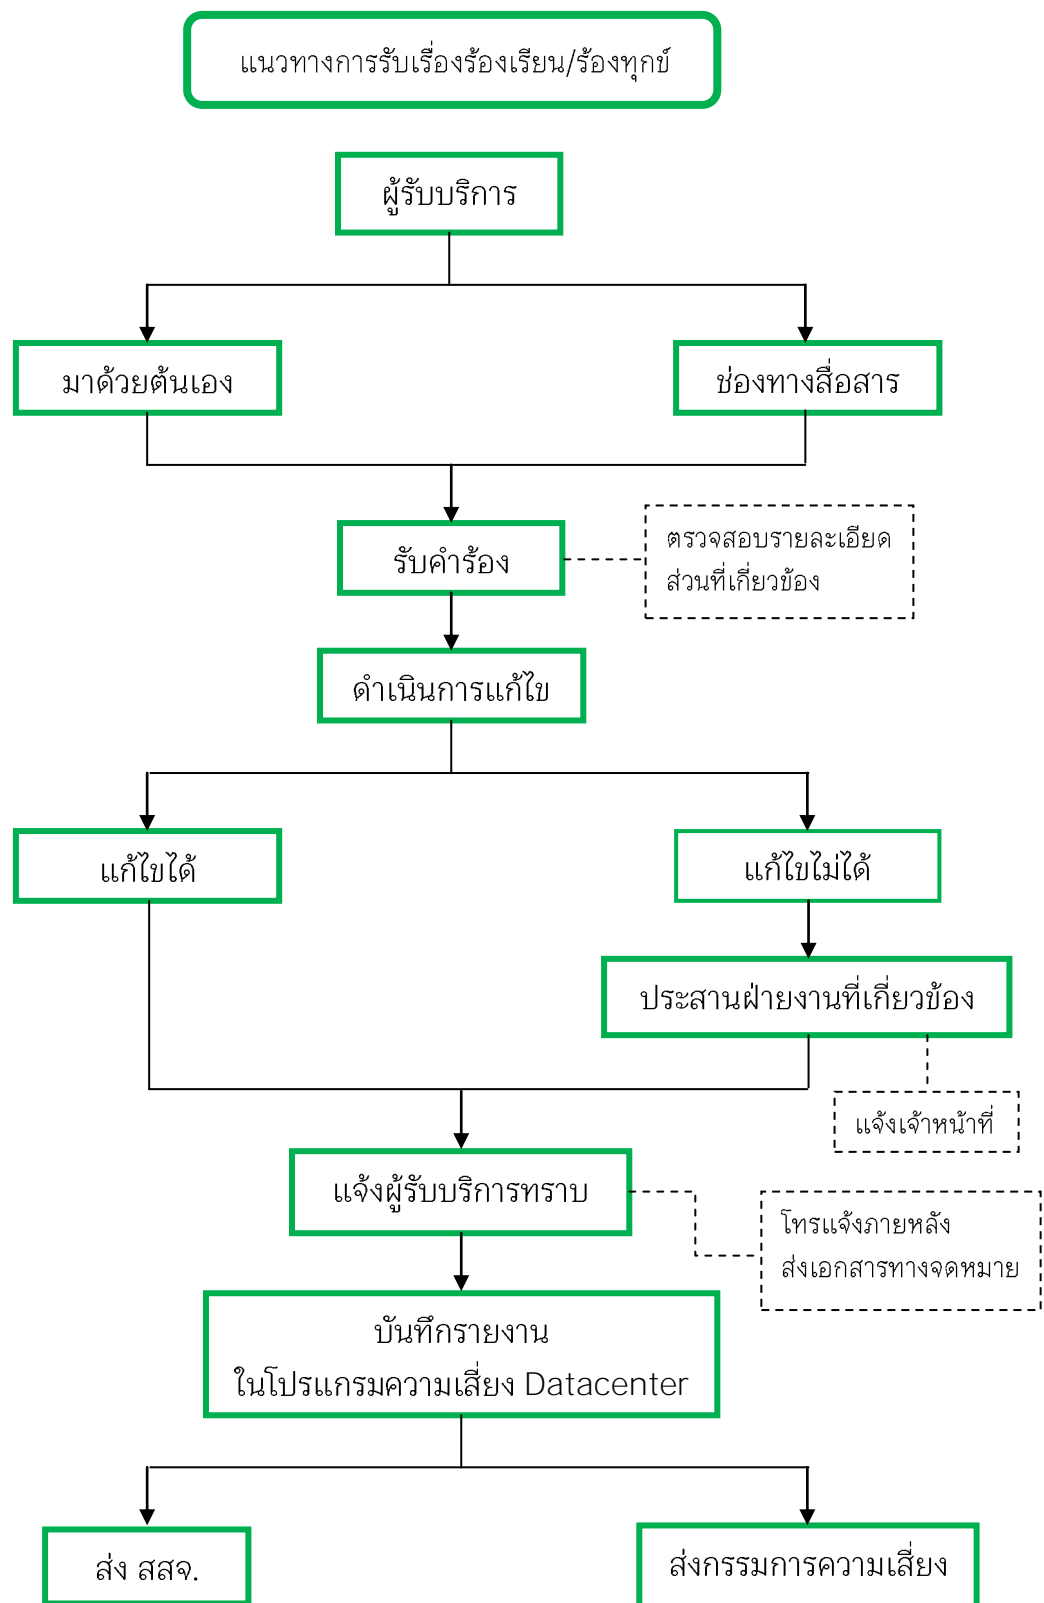 แนวทางการรับเรื่องร้องเรียน/ร้องทุกข์
ผู้รับบริการ
มาด้วยต้นเอง
ช่องทางสื่อสาร
รับคำร้อง
ตรวจสอบรายละเอียด
ส่วนที่เกี่ยวข้อง
ดำเนินการแก้ไข
แก้ไขได้
แก้ไขไม่ได้
ประสานฝ่ายงานที่เกี่ยวข้อง
แจ้งเจ้าหน้าที่
แจ้งผู้รับบริการทราบ
โทรแจ้งภายหลัง
ส่งเอกสารทางจดหมาย
บันทึกรายงาน
ในโปรแกรมความเสี่ยง Datacenter
ส่ง สสจ.
ส่งกรรมการความเสี่ยง